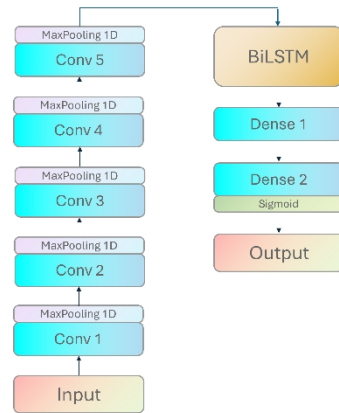 MaxPooling 1D
Conv 5
MaxPooling 1D
Conv 4
MaxPooling 1D
Conv 3
MaxPooling 1D
Conv 2
MaxPooling 1D
Conv 1
Input
BiLSTM
Dense 1
Dense 2
Sigmoid
Output